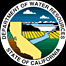 DEPARTMENT OF WATER RESOURCES
STATE OF CALIFORNIA